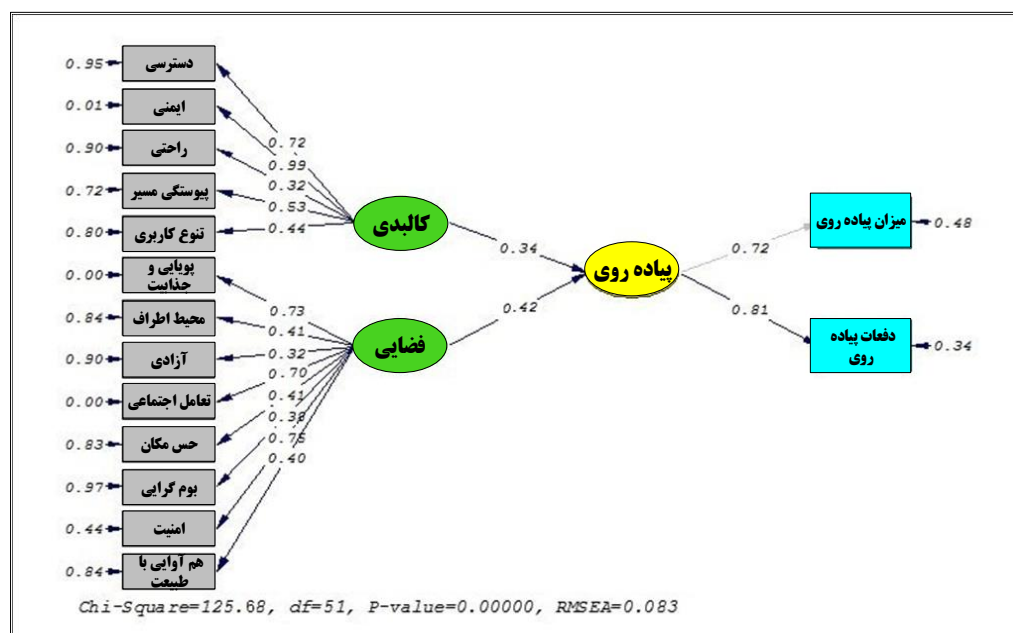 0.95
دسترسی
0.01
ایمنی
0.90
راحتی
0.72
پیوستگی مسیر
0.80
تنوع کاربری
0.00
پویایی و
جذابیت
0.84
محیط اطراف
0.90
آزادی
0.00
تعامل اجتماعی
0.83
حس مکان
0.97
بوم گرایی
0.44
امنیت
0.84
هم آوایی با
طبیعت
0.72
0.99
0.32
0.53
0.44
0.73
0.41
0.32
0.70
0.41
0.38
0.75
0.40
کالبدی
فضایی
0.34
0.42
پیاده روی
0.72
0.81
میزان پیاده روی
0.48
دفعات پیاده
روی
0.34
Chi-Square=125.68, df=51, P-value=0.00000, RMSEA=0.083